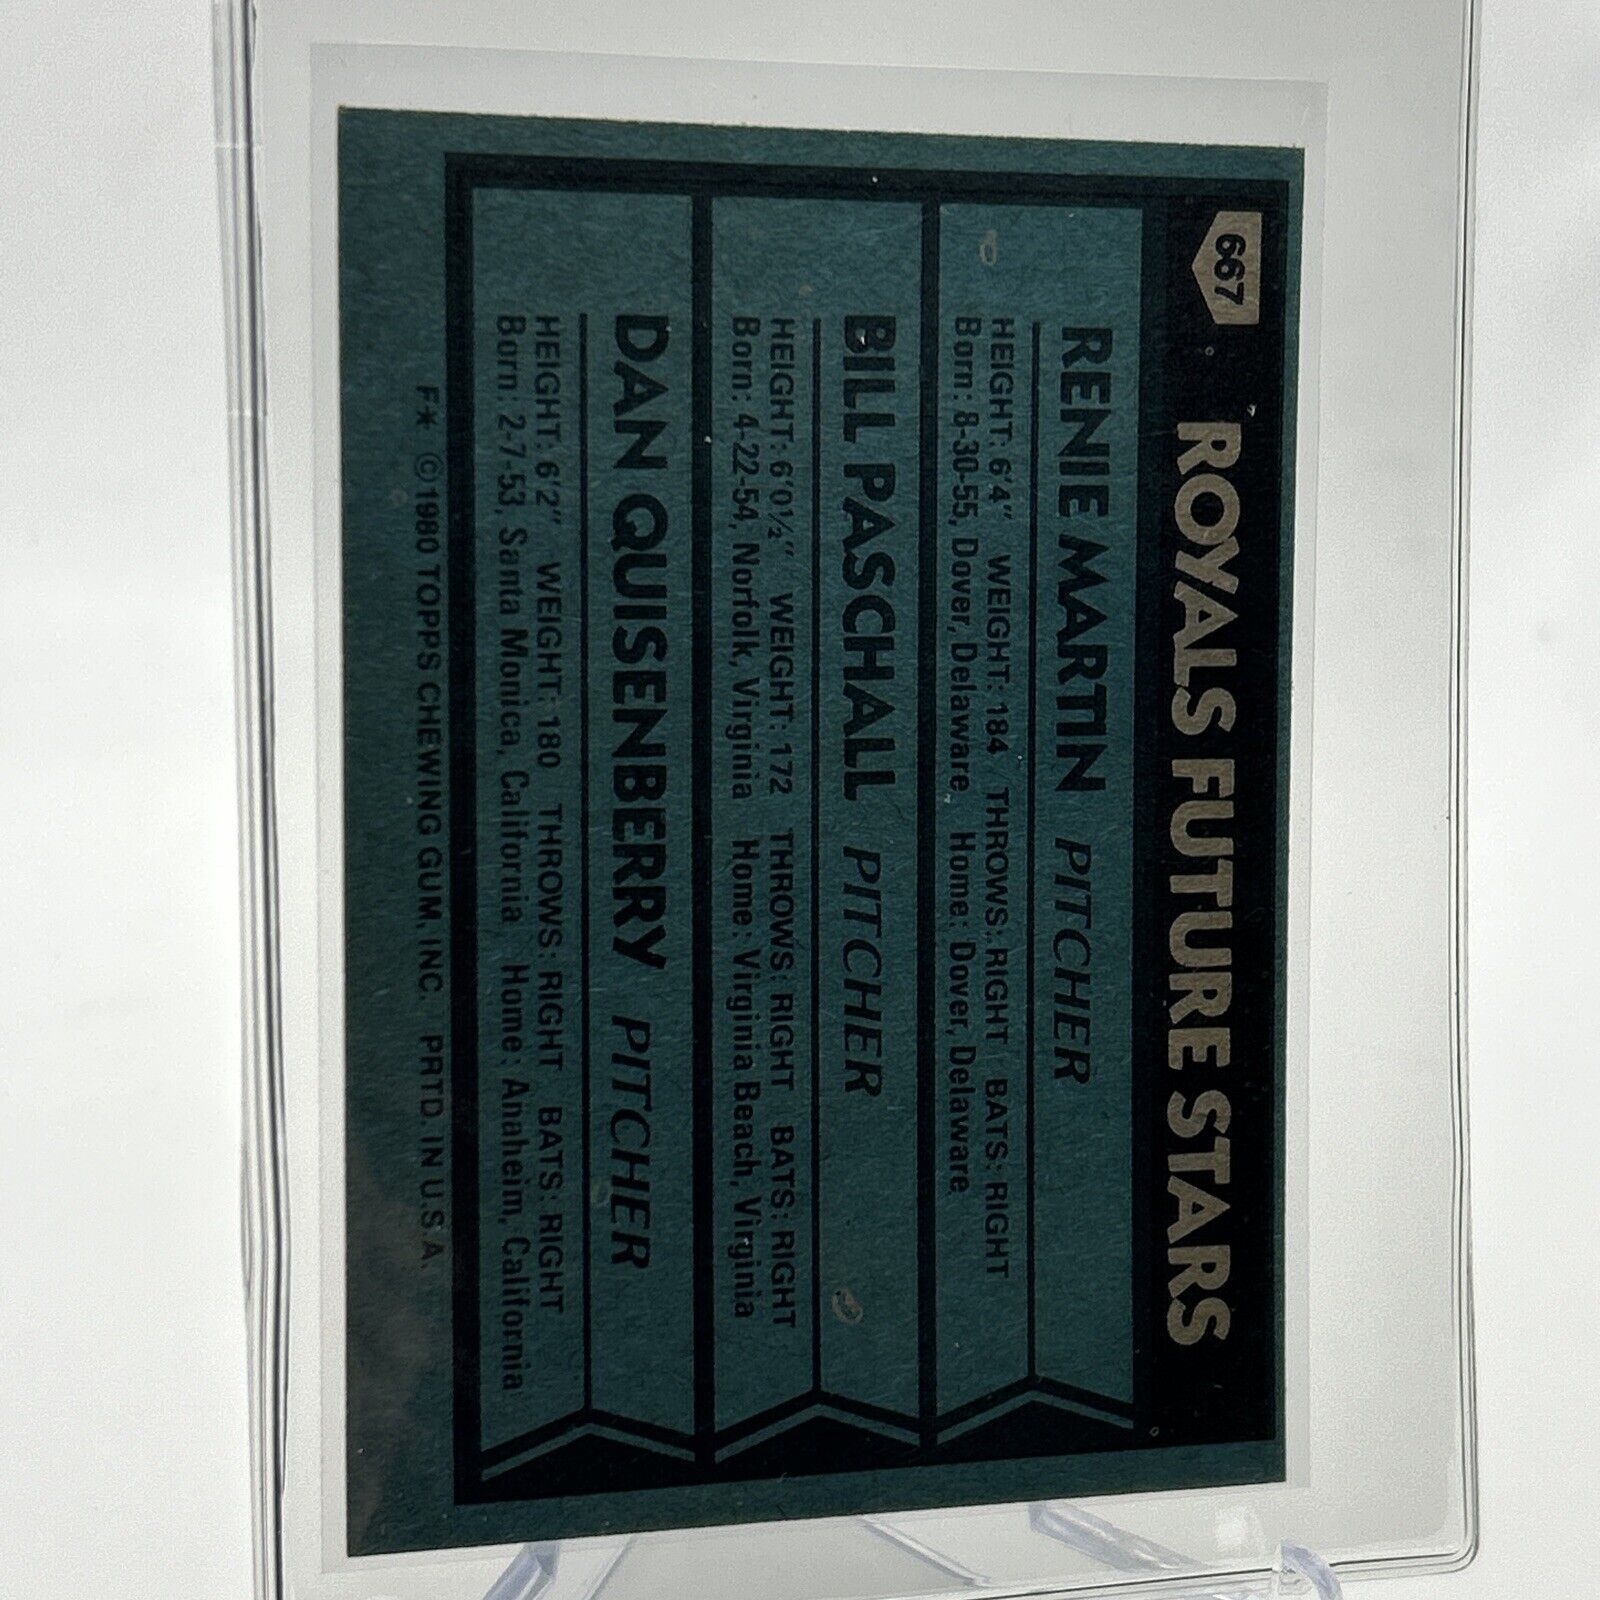 667 ROYALS FUTURE STARS
RENIE MARTIN PITCHER
HEIGHT: 6'4" WEIGHT: 184 THROWS: RIGHT BATS: RIGHT
Born: 8-30-55, Dover, Delaware Home: Dover, Delaware
BILL PASCHALL PITCHER
HEIGHT: 6'0½" WEIGHT: 172 THROWS: RIGHT BATS: RIGHT
Born: 4-22-54, Norfolk, Virginia Home: Virginia Beach, Virginia
DAN QUISENBERRY PITCHER
HEIGHT: 6'2" WEIGHT: 180 THROWS: RIGHT BATS: RIGHT
Born: 2-7-53, Santa Monica, California Home: Anaheim, California
F★ ©1980 TOPPS CHEWING GUM, INC. PRTD. IN U.S.A.